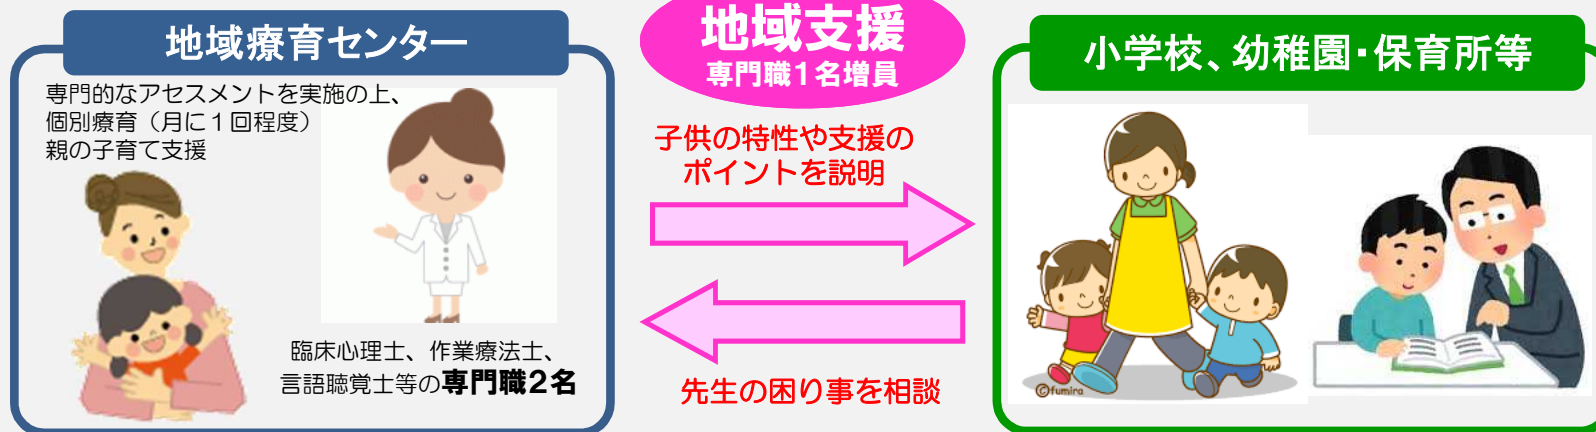 地域療育センター
専門的なアセスメントを実施の上、
個別療育（月に１回程度）
親の子育て支援
臨床心理士、作業療法士、
言語聴覚士等の専門職２名
地域支援
専門職１名増員
子供の特性や支援の
ポイントを説明
先生の困り事を相談
小学校、幼稚園・保育所等
©fumira